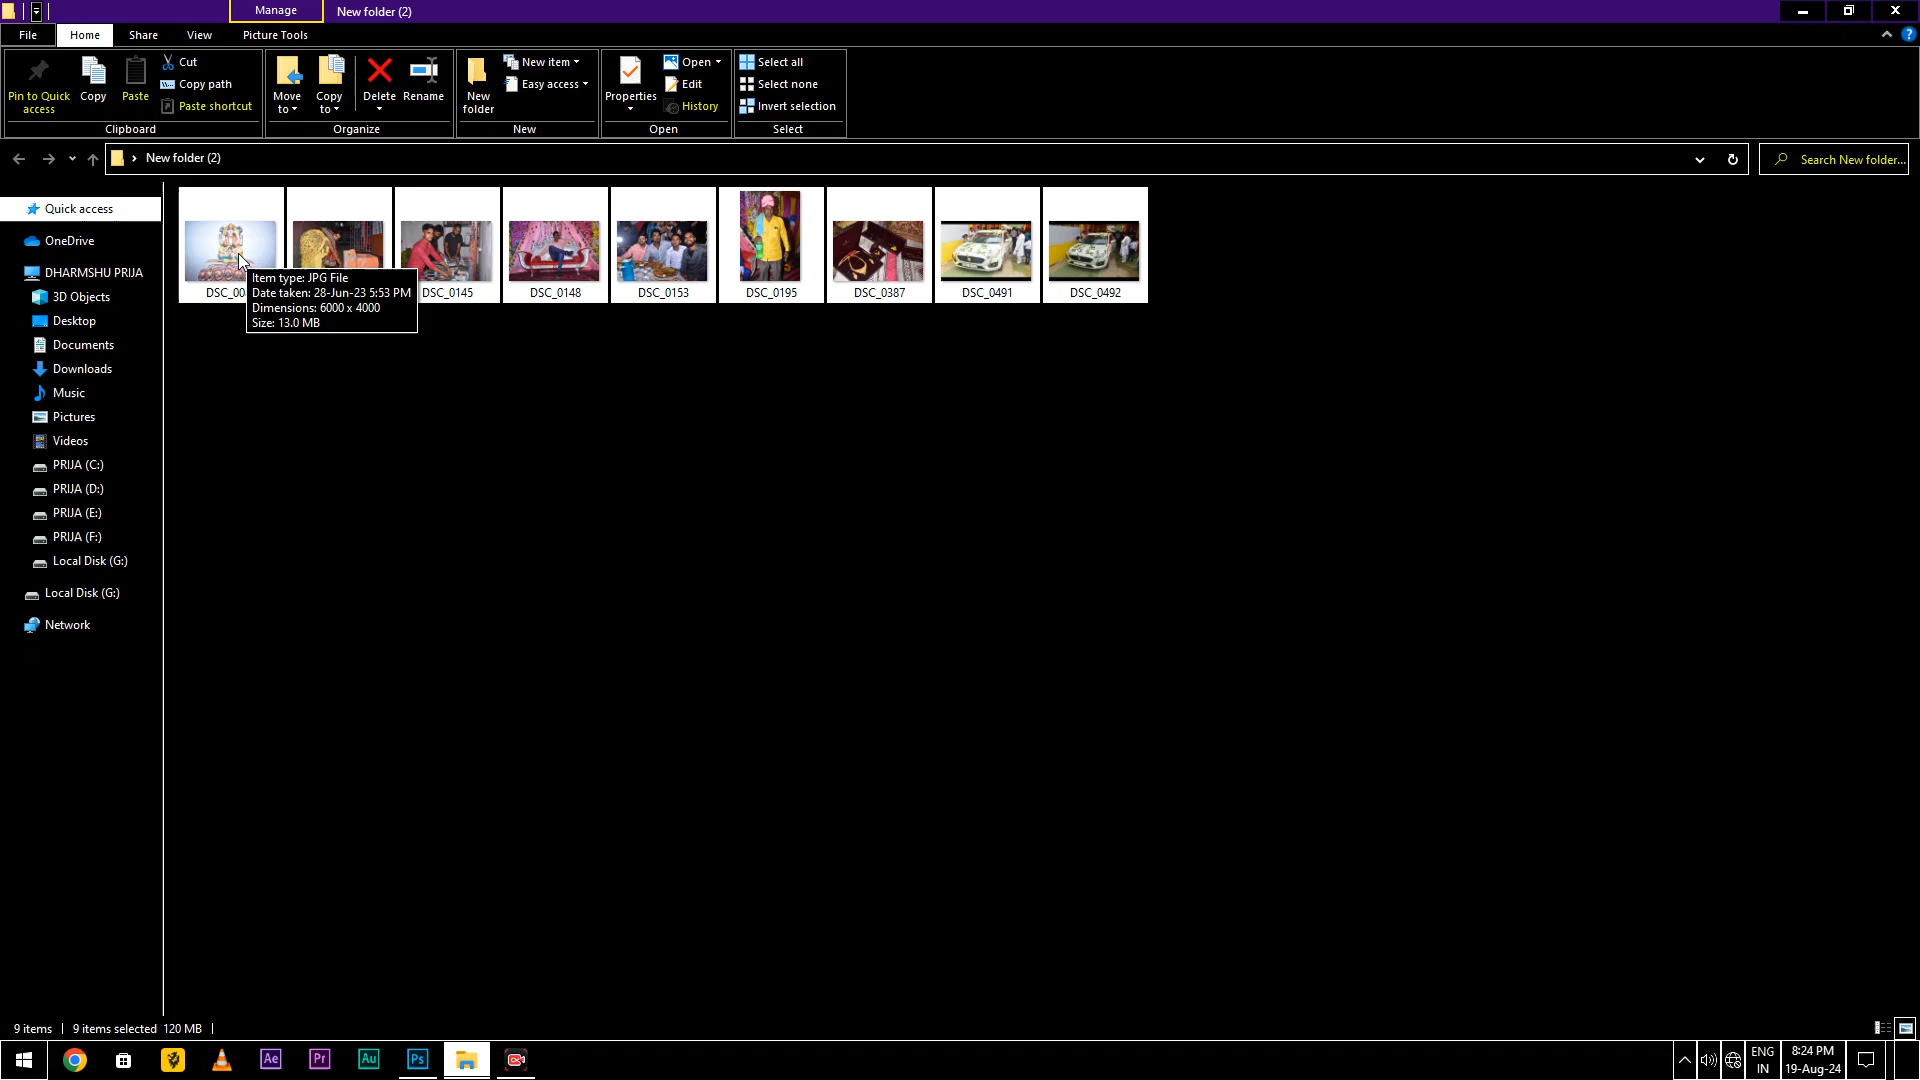 Manage
New folder (2)
File
Home
Share
View
Picture Tools
Pin to Quick access
Copy
Paste
Cut
Copy path
Paste shortcut
Clipboard
Move to
Copy to
Delete
Rename
Organize
New folder
New item
Easy access
New
Properties
Open
Edit
History
Open
Select all
Select none
Invert selection
Select
New folder (2)
Search New folder...
Quick access
OneDrive
DHARMSHU PRIJA
3D Objects
Desktop
Documents
Downloads
Music
Pictures
Videos
PRIJA (C:)
PRIJA (D:)
PRIJA (E:)
PRIJA (F:)
Local Disk (G:)
Local Disk (G:)
Network
DSC_00
DSC_0145
DSC_0148
DSC_0153
DSC_0195
DSC_0387
DSC_0491
DSC_0492
Item type: JPG File
Date taken: 28-Jun-23 5:53 PM
Dimensions: 6000 x 4000
Size: 13.0 MB
9 items
9 items selected 120 MB
Ae
Pr
Au
Ps
ENG
IN
8:24 PM
19-Aug-24